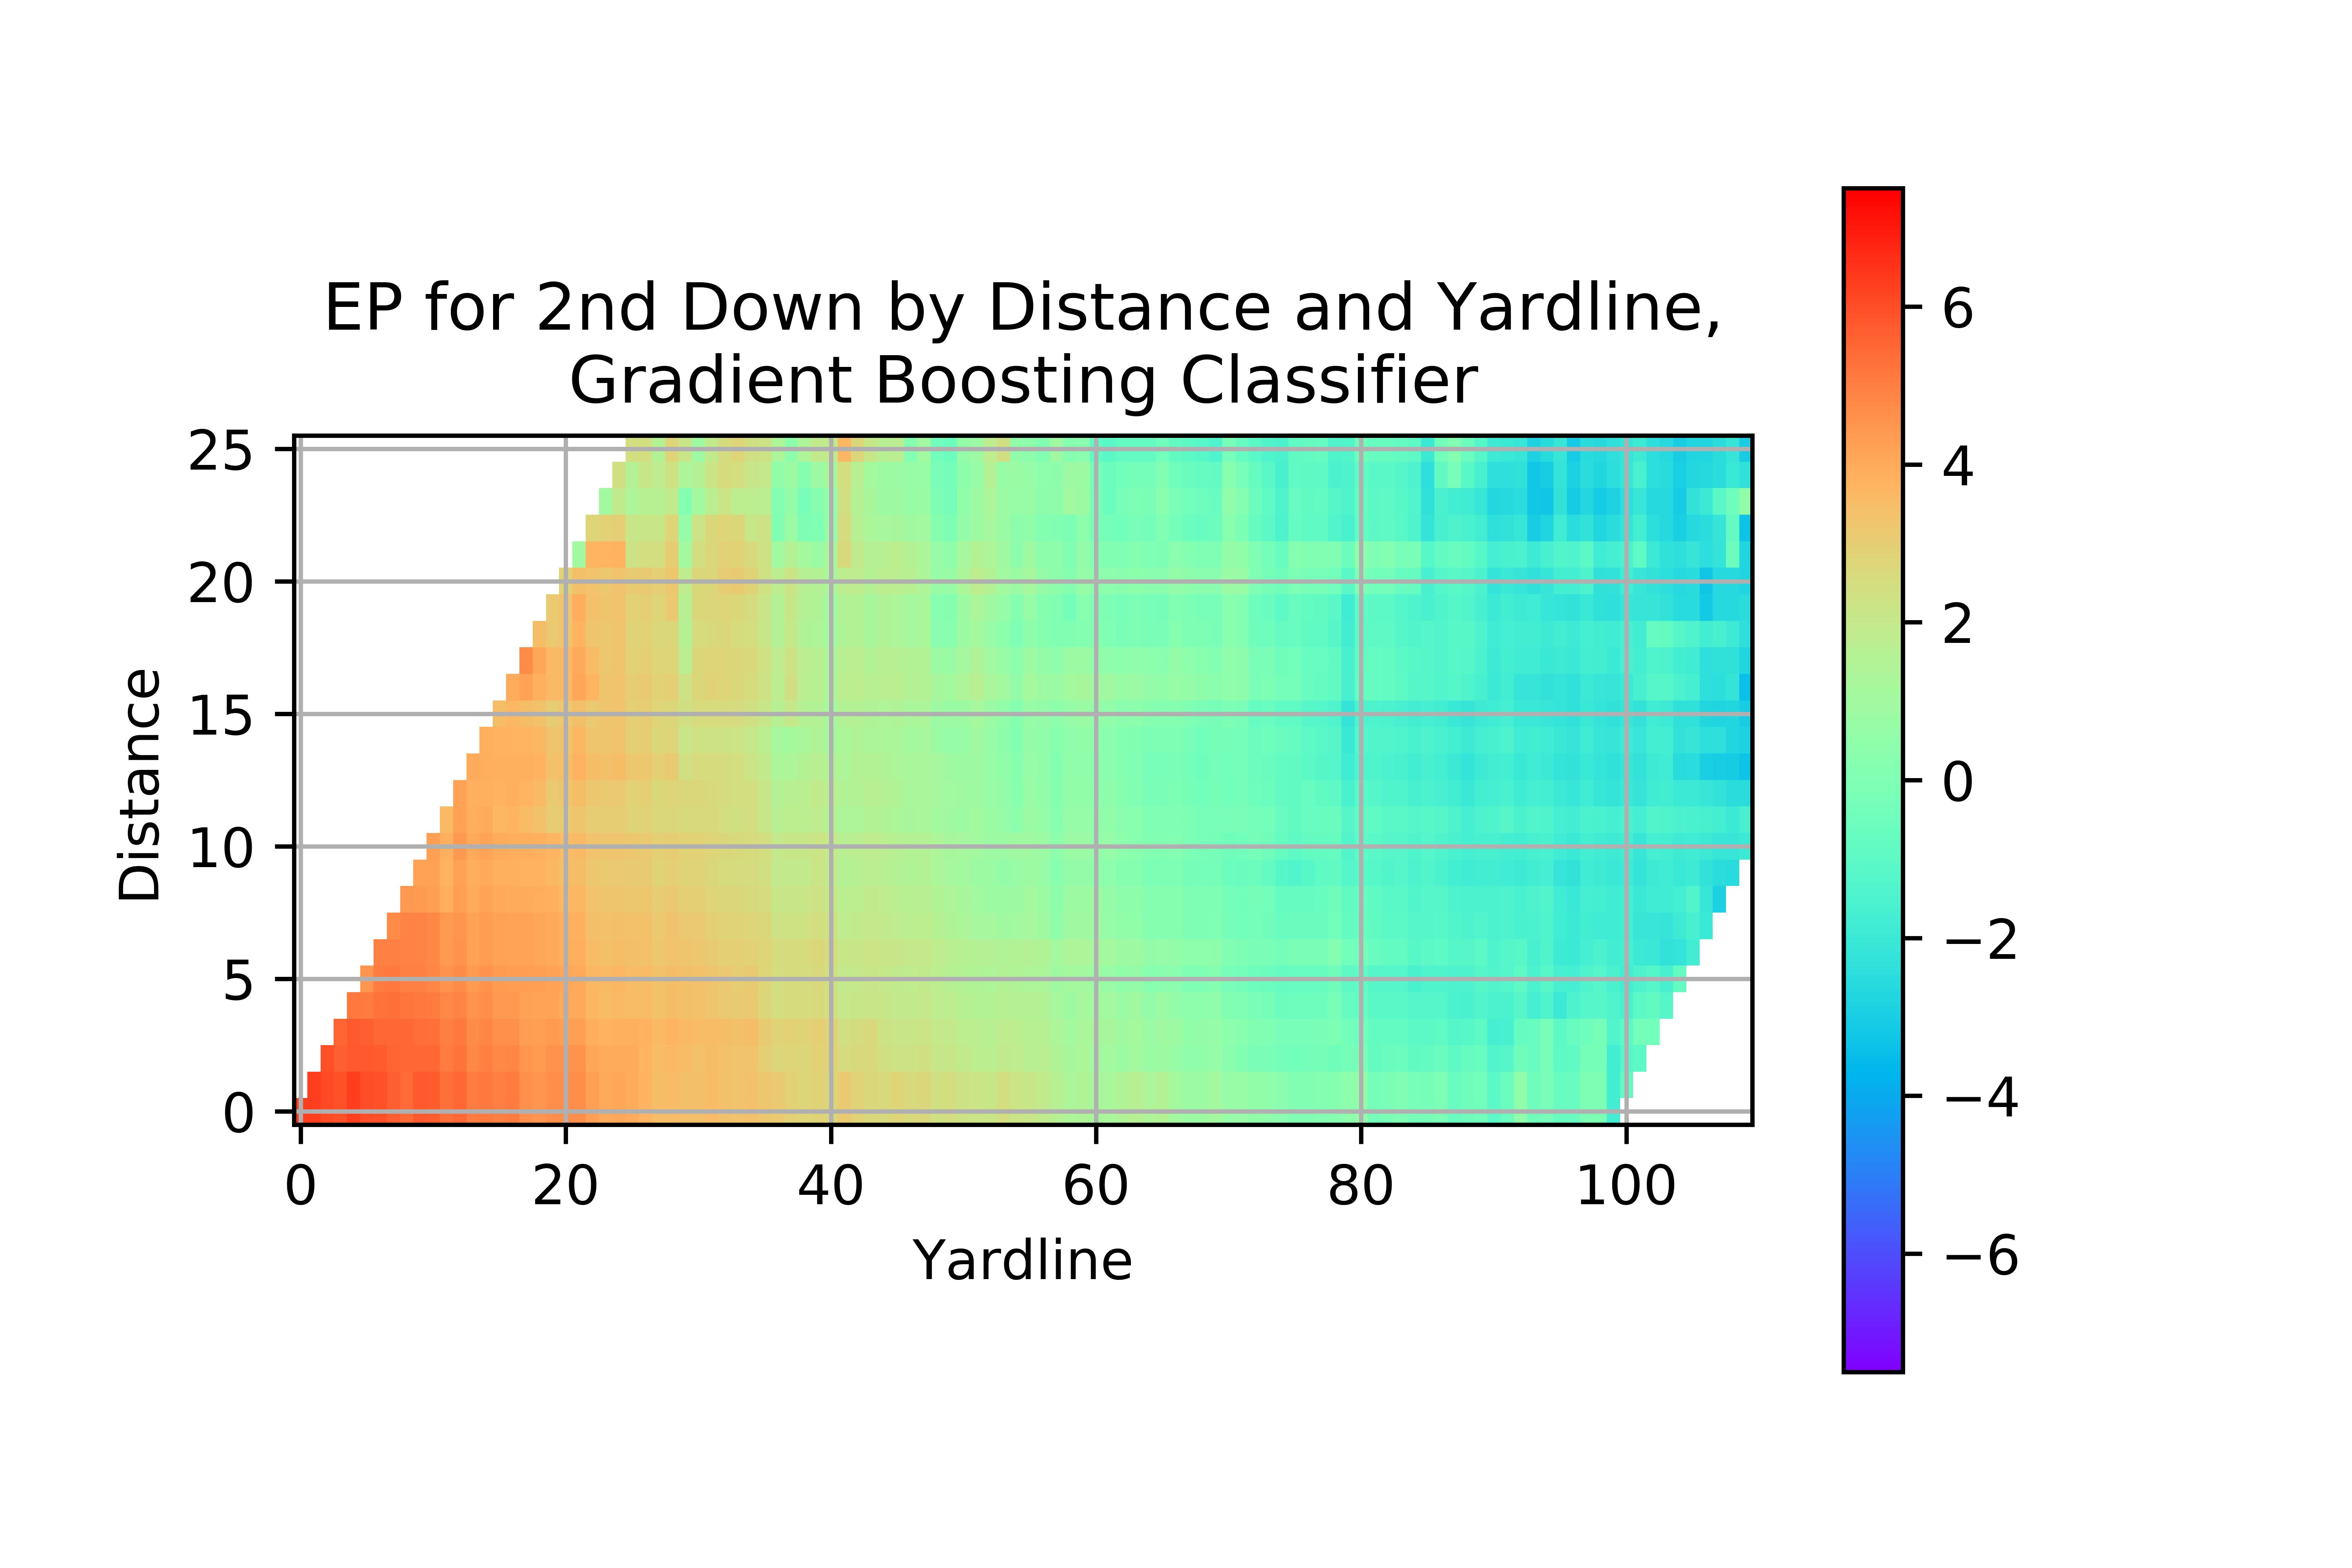 EP for 2nd Down by Distance and Yardline,
Gradient Boosting Classifier
25
20
15
10
5
0
Distance
0 20 40 60 80 100
Yardline
6
4
2
0
−2
−4
−6